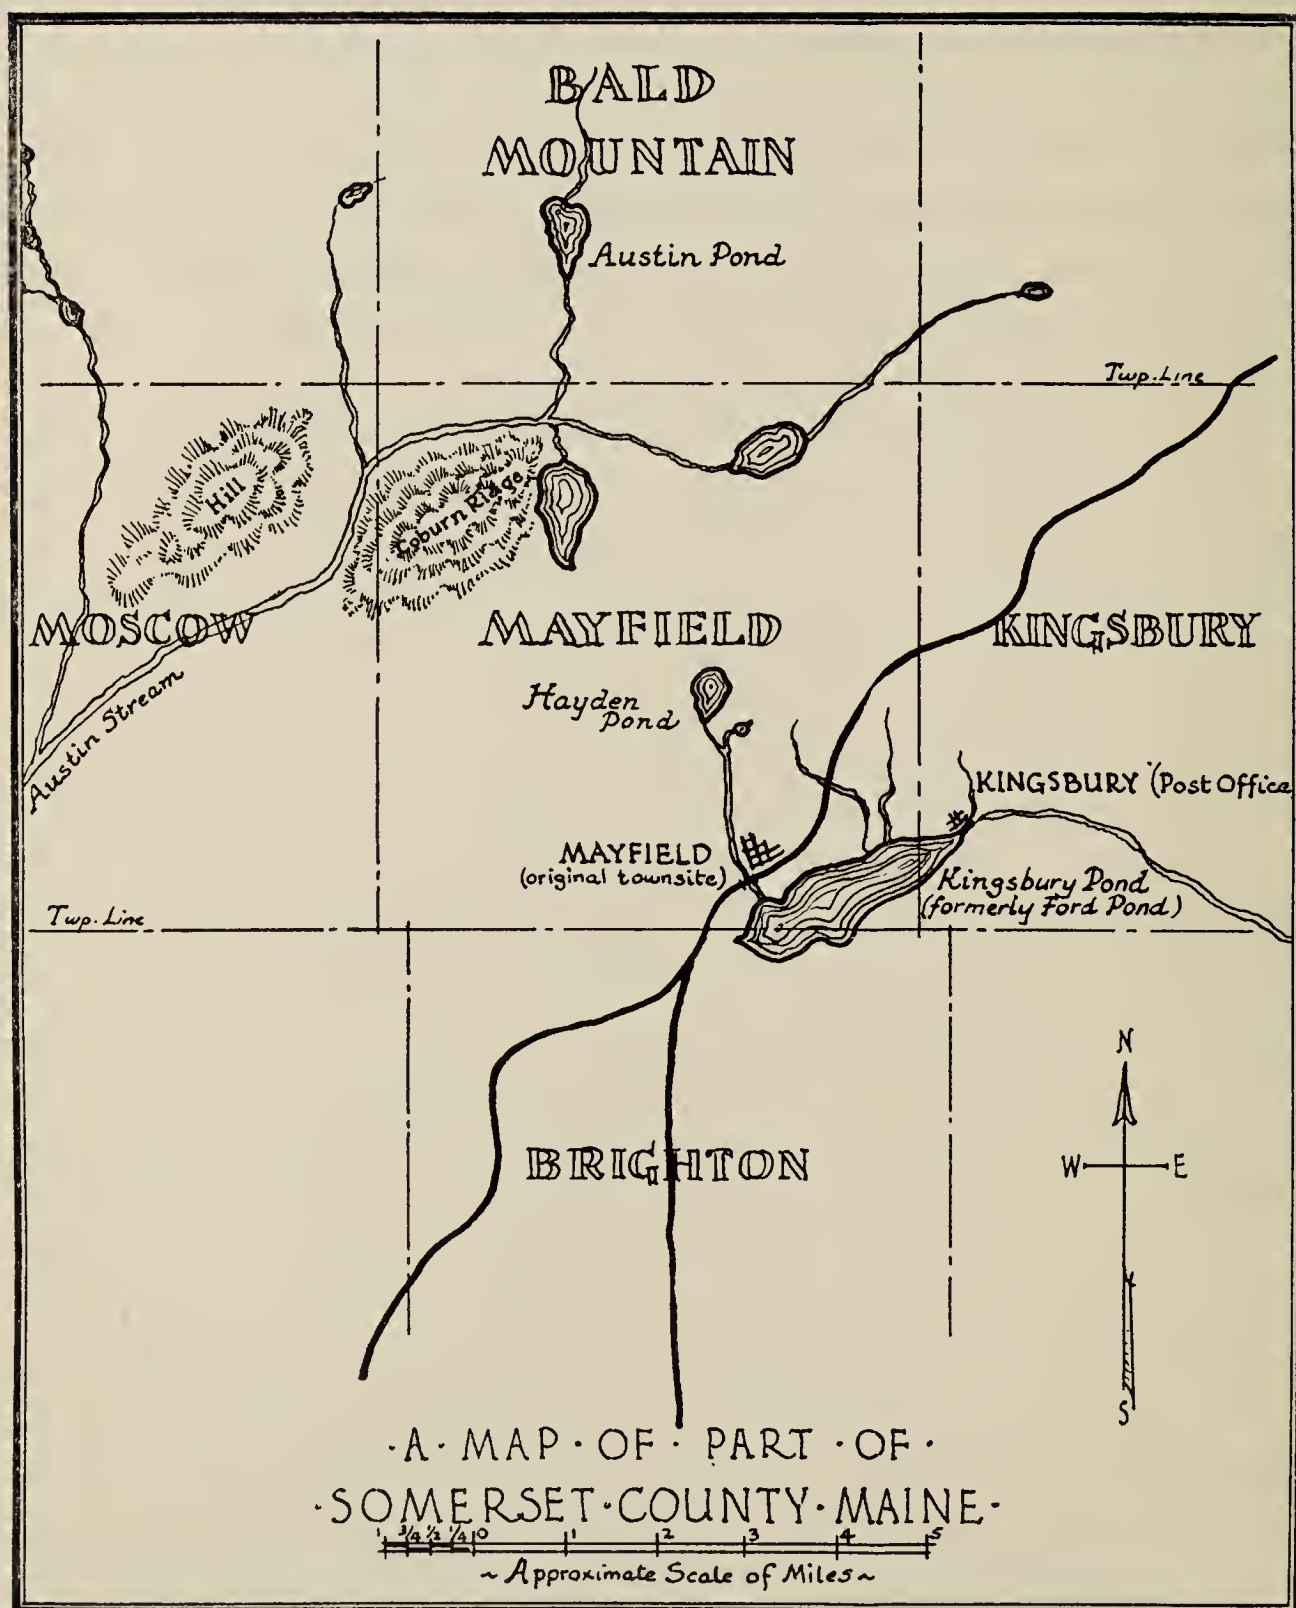 BALD
MOUNTAIN
Austin Pond
Twp. Line
Hill
Coburn Ridge
MOSCOW
MAYFIELD
KINGSBURY
Hayden
Pond
Austin Stream
KINGSBURY (Post Office
MAYFIELD
(original townsite)
Kingsbury Pond
(formerly Ford Pond)
Twp. Line
N
W E
S
BRIGHTON
·A· MAP · OF · PART · OF ·
·SOMERSET·COUNTY·MAINE·
1 3/4 1/2 1/4 0 1 2 3 4 5
~ Approximate Scale of Miles ~